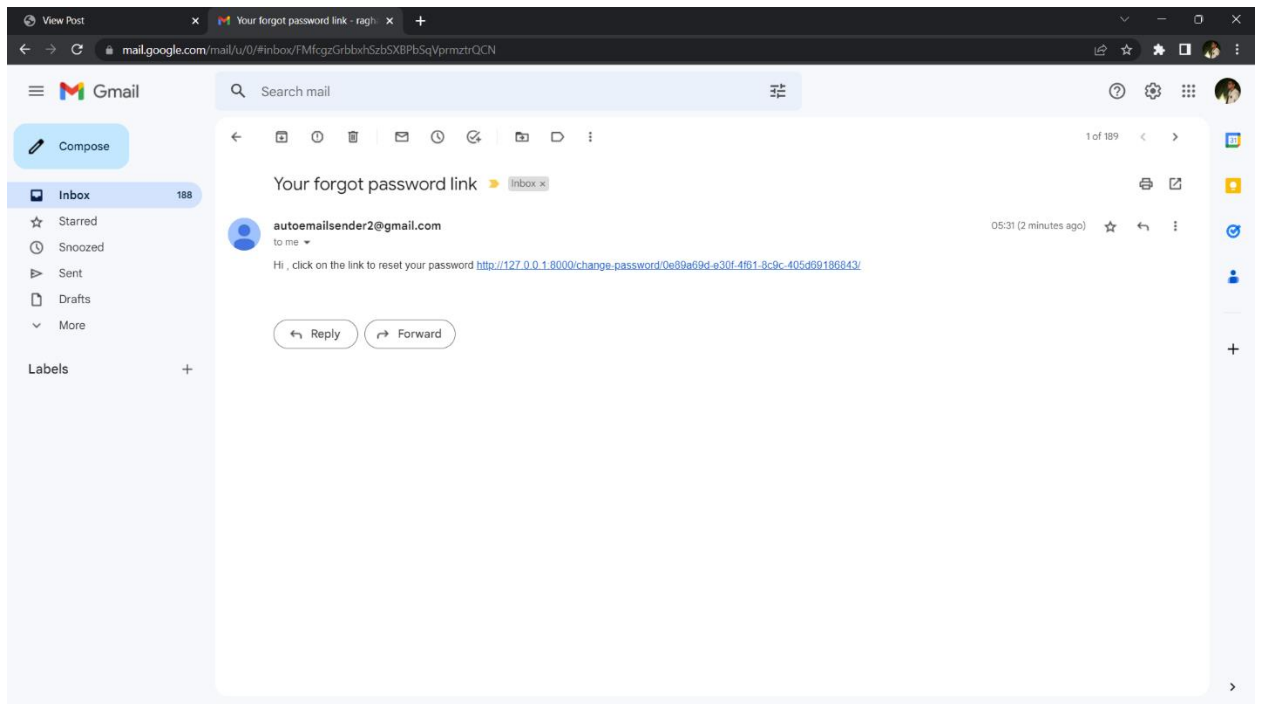 View Post
Your forgot password link - ragh
mail.google.com/mail/u/0/#inbox/FMfcgzGrbbxhSzbSXBPbSqVprmztrQCN
Gmail
Search mail
Compose
1 of 189
31
Your forgot password link
Inbox x
Inbox 188
Starred
autoemailsender2@gmail.com
05:31 (2 minutes ago)
to me
Snoozed
Hi , click on the link to reset your password http://127.0.0.1:8000/change-password/0e89a69d-e30f-4f61-8c9c-405d69186843/
Sent
Drafts
More
Reply
Forward
Labels